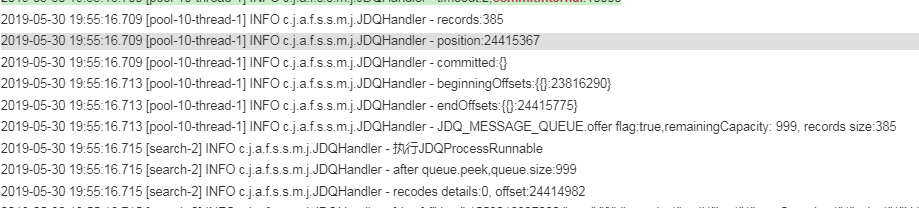 2019-05-30 19:55:16.709 [pool-10-thread-1] INFO c.j.a.f.s.s.m.j.JDQHandler - records:385
2019-05-30 19:55:16.709 [pool-10-thread-1] INFO c.j.a.f.s.s.m.j.JDQHandler - position:24415367
2019-05-30 19:55:16.709 [pool-10-thread-1] INFO c.j.a.f.s.s.m.j.JDQHandler - committed:{}
2019-05-30 19:55:16.713 [pool-10-thread-1] INFO c.j.a.f.s.s.m.j.JDQHandler - beginningOffsets:{{}:23816290}
2019-05-30 19:55:16.713 [pool-10-thread-1] INFO c.j.a.f.s.s.m.j.JDQHandler - endOffsets:{{}:24415775}
2019-05-30 19:55:16.713 [pool-10-thread-1] INFO c.j.a.f.s.s.m.j.JDQHandler - JDQ_MESSAGE_QUEUE.offer flag:true,remainingCapacity: 999, records size:385
2019-05-30 19:55:16.715 [search-2] INFO c.j.a.f.s.s.m.j.JDQHandler - 执行JDQProcessRunnable
2019-05-30 19:55:16.715 [search-2] INFO c.j.a.f.s.s.m.j.JDQHandler - after queue.peek,queue.size:999
2019-05-30 19:55:16.715 [search-2] INFO c.j.a.f.s.s.m.j.JDQHandler - recodes details:0, offset:24414982